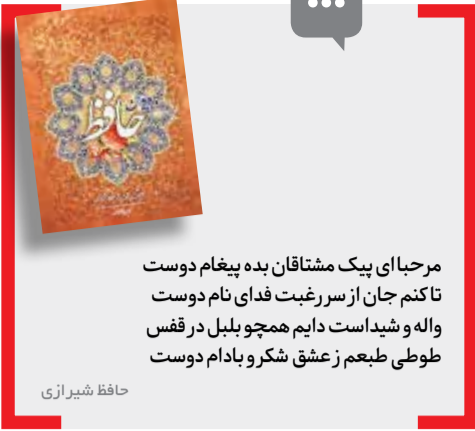 حافظ
مرحبا ای پیک مشتاقان بده پیغام دوست
تا کنم جان از سر رغبت فدای نام دوست
واله و شیداست دایم همچو بلبل در قفس
طوطی طبعم ز عشق شکر و بادام دوست
حافظ شیرازی